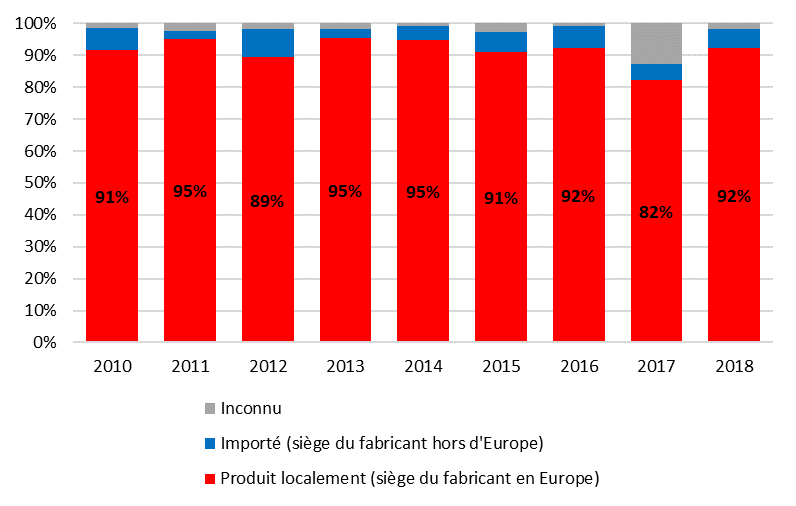 100%
90%
80%
70%
60%
50%
40%
30%
20%
10%
0%
91% 95% 89% 95% 95% 91% 92% 82% 92%
2010 2011 2012 2013 2014 2015 2016 2017 2018
Inconnu
Importé (siège du fabricant hors d'Europe)
Produit localement (siège du fabricant en Europe)